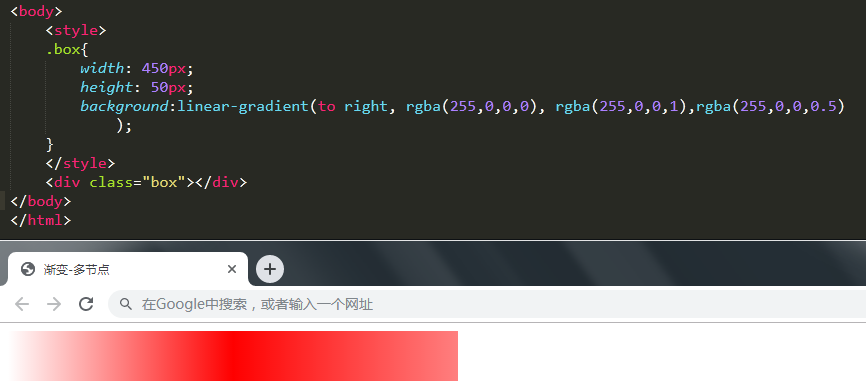 <body>
<style>
.box{
width: 450px;
height: 50px;
background:linear-gradient(to right, rgba(255,0,0,0), rgba(255,0,0,1),rgba(255,0,0,0.5)
);
}
</style>
<div class="box"></div>
</body>
</html>
渐变-多节点
在Google中搜索，或者输入一个网址